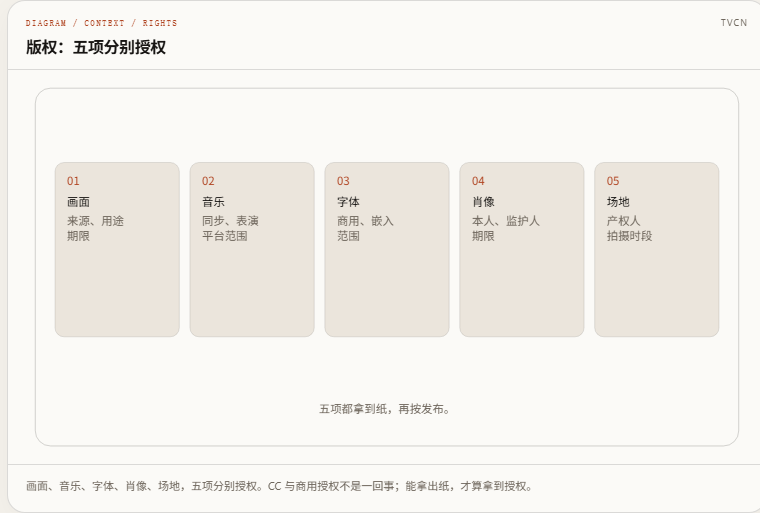 DIAGRAM / CONTEXT / RIGHTS
TVCN
版权：五项分别授权
01
画面
来源、用途
期限
02
音乐
同步、表演
平台范围
03
字体
商用、嵌入
范围
04
肖像
本人、监护人
期限
05
场地
产权人
拍摄时段
五项都拿到纸，再按发布。
画面、音乐、字体、肖像、场地，五项分别授权。CC 与商用授权不是一回事；能拿出纸，才算拿到授权。